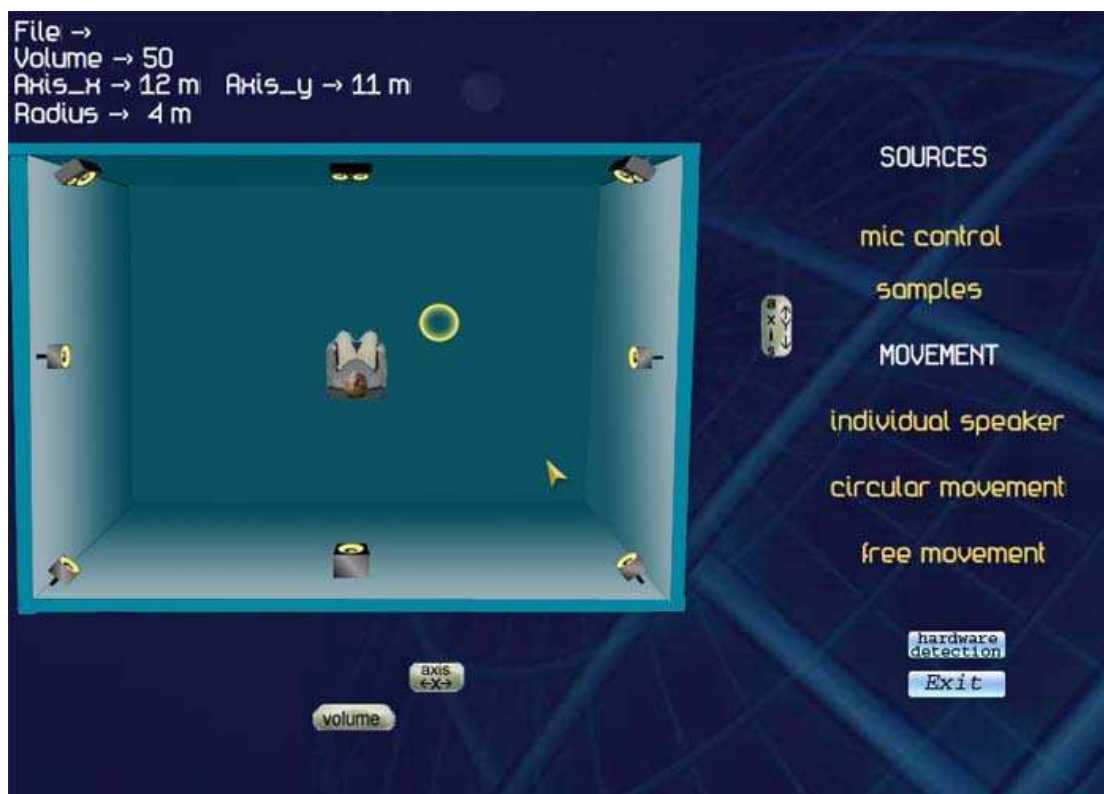 File →
Volume → 50
Axis_x → 12 m Axis_y → 11 m
Radius → 4 m
SOURCES
mic control
samples
axis
Y
MOVEMENT
individual speaker
circular movement
free movement
hardware
detection
Exit
axis
←X→
volume